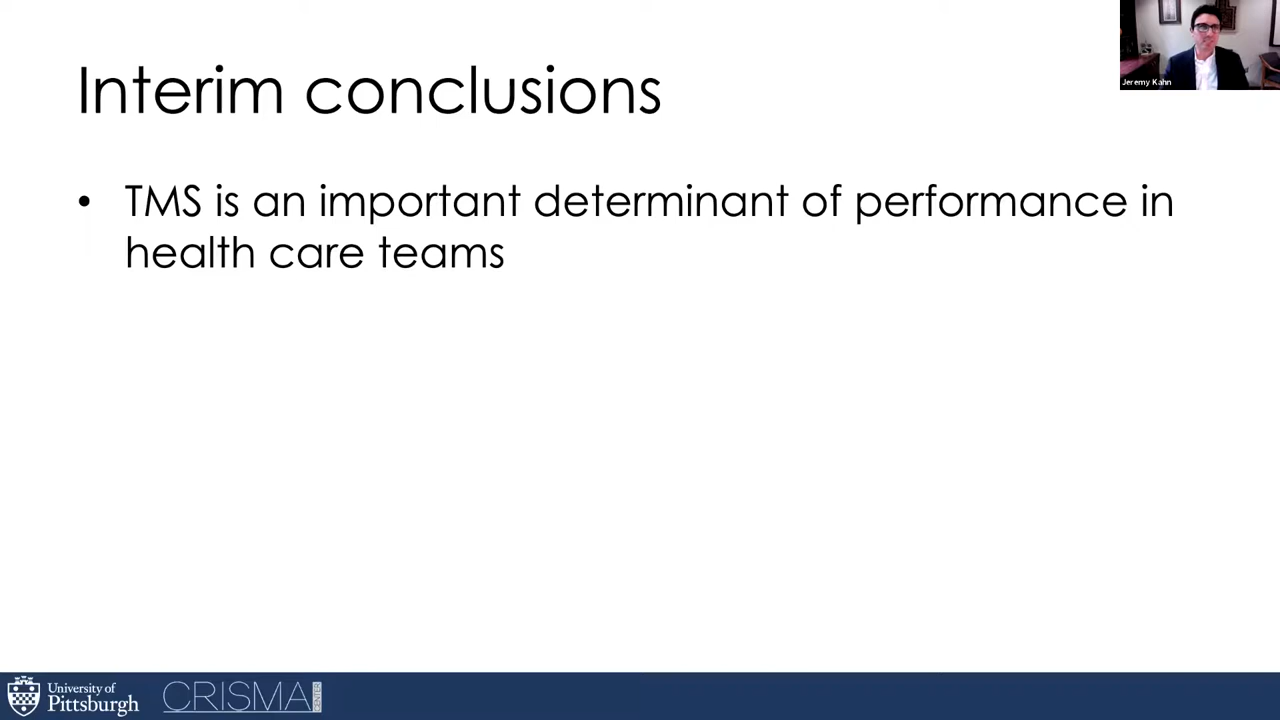 Jeremy Kahn
Interim conclusions
• TMS is an important determinant of performance in
health care teams
University of
Pittsburgh
CRISMA
CENTER